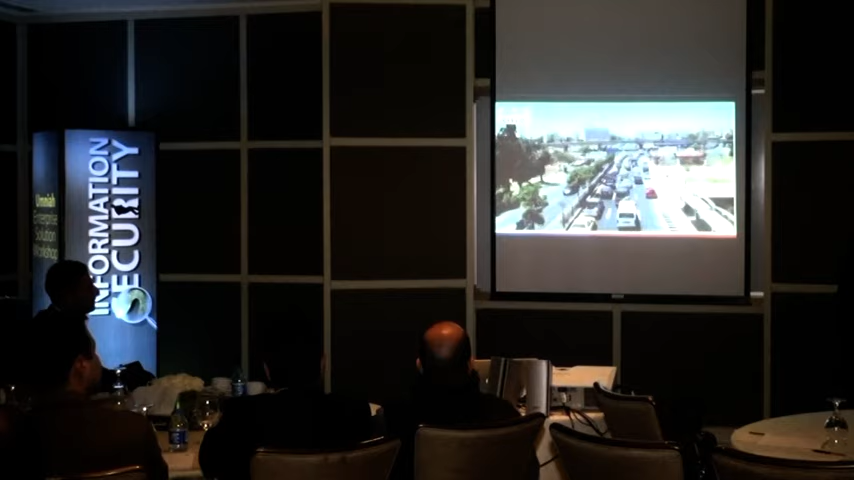 Umniah
Enterprise
Solution
Workshop
INFORMATION
SECURITY